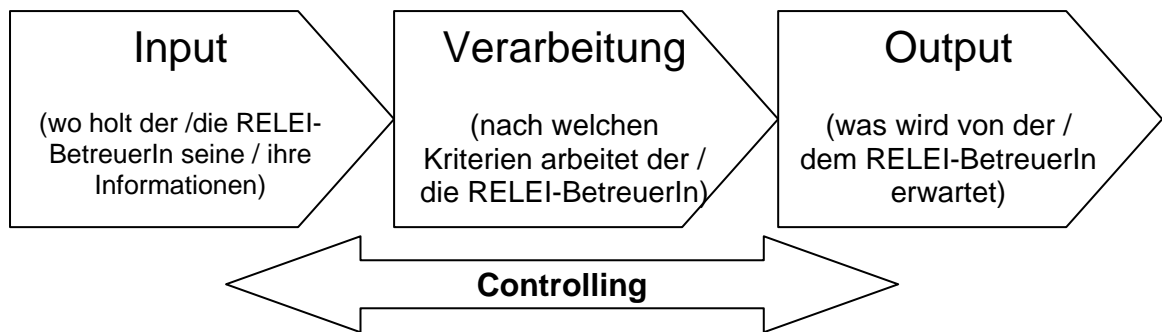 Input
(wo holt der /die RELEI-
BetreuerIn seine / ihre
Informationen)
Verarbeitung
(nach welchen
Kriterien arbeitet der /
die RELEI-BetreuerIn)
Output
(was wird von der /
dem RELEI-BetreuerIn
erwartet)
Controlling